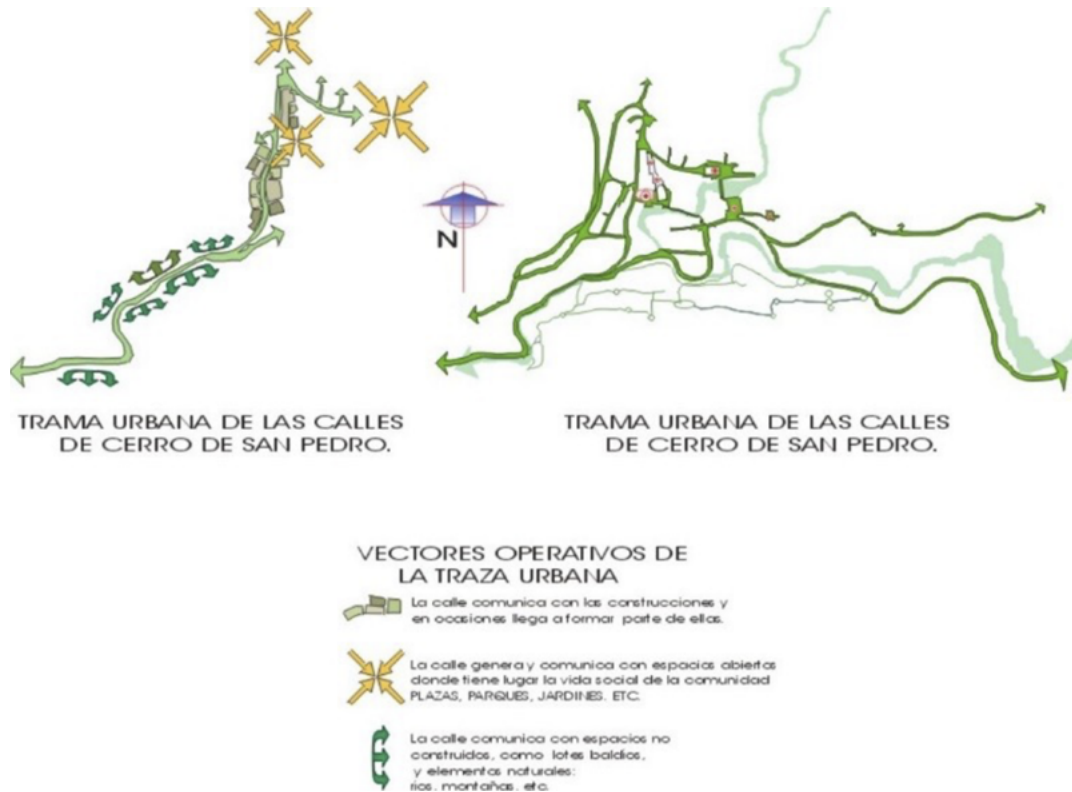 N
TRAMA URBANA DE LAS CALLES
DE CERRO DE SAN PEDRO.
TRAMA URBANA DE LAS CALLES
DE CERRO DE SAN PEDRO.
VECTORES OPERATIVOS DE
LA TRAZA URBANA
La calle comunica con las construcciones y
en ocasiones llega a formar parte de ellas.
La calle genera y comunica con espacios abiertos
donde tiene lugar la vida social de la comunidad
PLAZAS, PARQUES, JARDINES. ETC.
La calle comunica con espacios no
construidos, como lotes baldios,
y elementos naturales:
rios. montañas. etc.